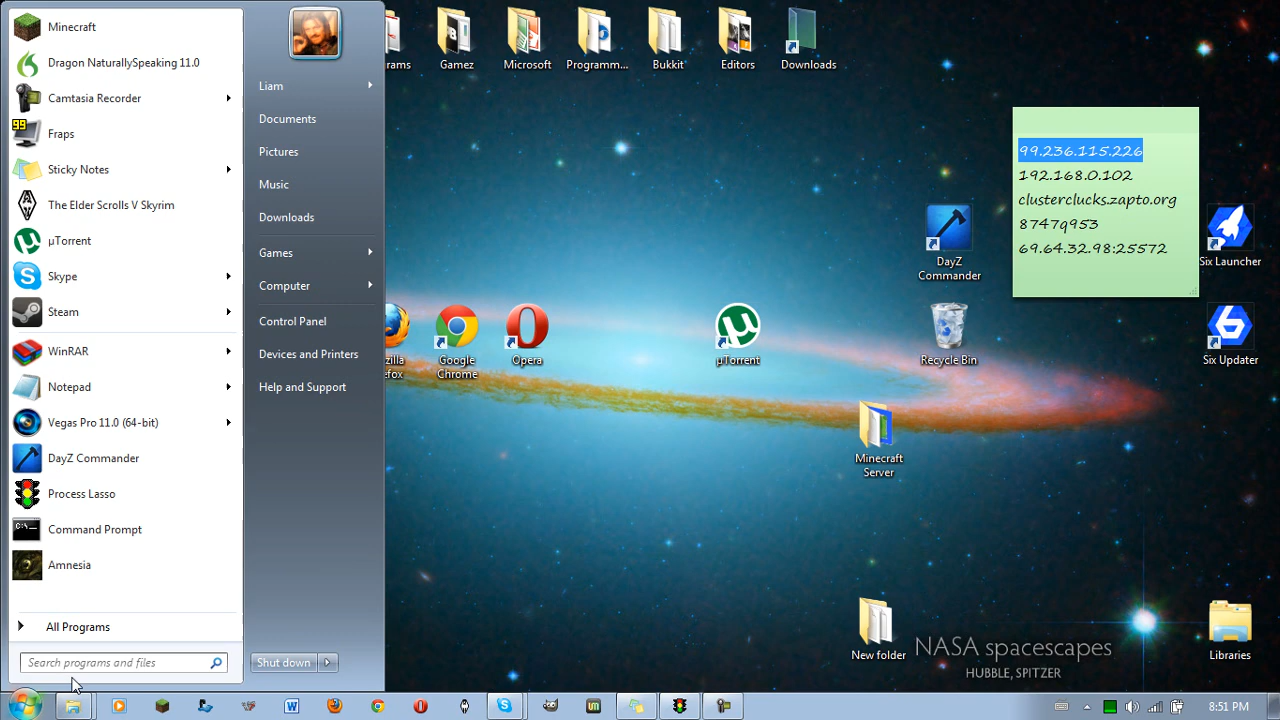 Minecraft
Dragon NaturallySpeaking 11.0
Camtasia Recorder
99
Fraps
Sticky Notes
The Elder Scrolls V Skyrim
µTorrent
Skype
Steam
WinRAR
Notepad
Vegas Pro 11.0 (64-bit)
DayZ Commander
Process Lasso
Command Prompt
Amnesia
All Programs
Search programs and files
Liam
Documents
Pictures
Music
Downloads
Games
Computer
Control Panel
Devices and Printers
Help and Support
Shut down
rams
Gamez
Microsoft
Programm...
Bukkit
Editors
Downloads
99.236.115.226
192.168.0.102
clusterclucks.zapto.org
8747q953
69.64.32.98:25572
DayZ
Commander
Six Launcher
zilla
efox
Google
Chrome
Opera
µTorrent
Recycle Bin
Six Updater
Minecraft
Server
New folder
NASA spacescapes
HUBBLE, SPITZER
Libraries
8:51 PM